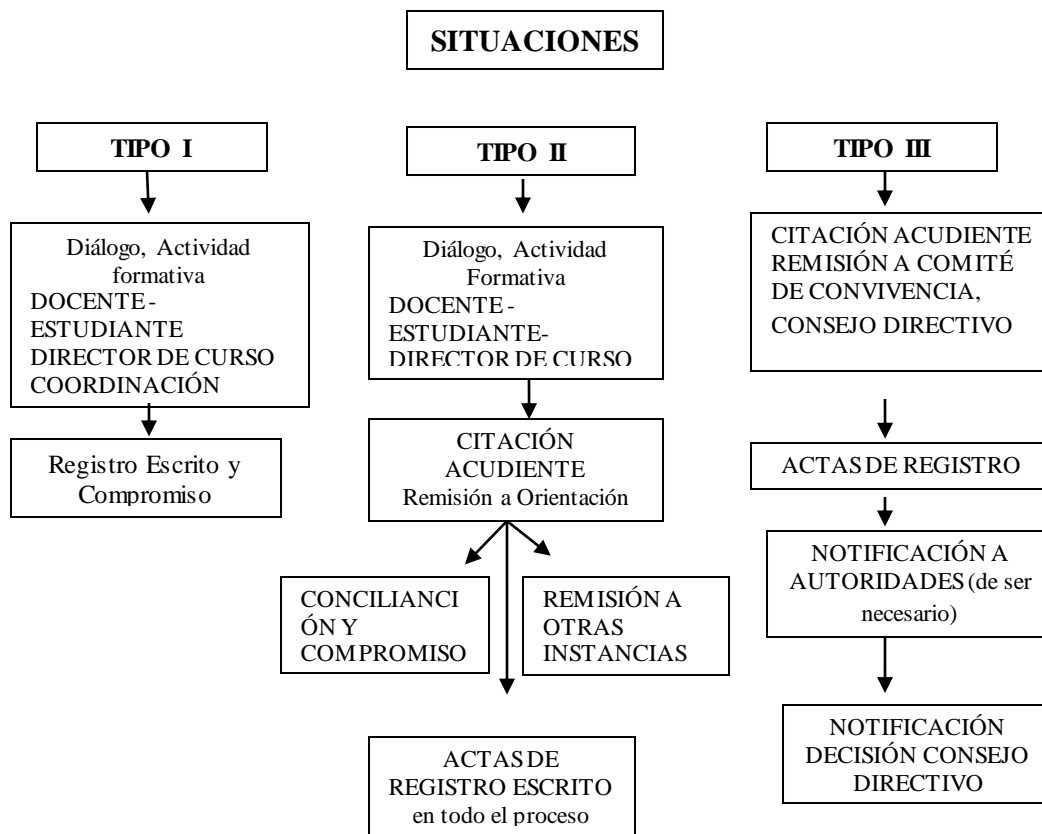 SITUACIONES
TIPO I
Diálogo, Actividad
formativa
DOCENTE -
ESTUDIANTE
DIRECTOR DE CURSO
COORDINACIÓN
Registro Escrito y
Compromiso
TIPO II
Diálogo, Actividad
Formativa
DOCENTE -
ESTUDIANTE-
DIRECTOR DE CURSO
CITACIÓN
ACUDIENTE
Remisión a Orientación
CONCILIANCI
ÓN Y
COMPROMISO
REMISIÓN A
OTRAS
INSTANCIAS
ACTAS DE
REGISTRO ESCRITO
en todo el proceso
TIPO III
CITACIÓN ACUDIENTE
REMISIÓN A COMITÉ
DE CONVIVENCIA,
CONSEJO DIRECTIVO
ACTAS DE REGISTRO
NOTIFICACIÓN A
AUTORIDADES (de ser
necesario)
NOTIFICACIÓN
DECISIÓN CONSEJO
DIRECTIVO